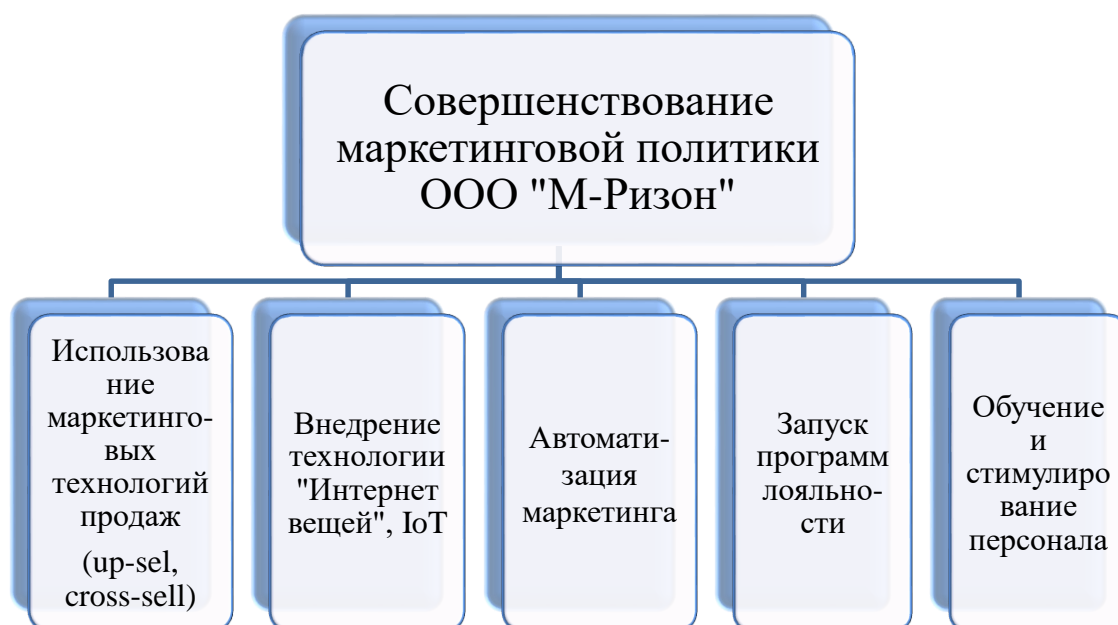 Совершенствование
маркетинговой политики
ООО "М-Ризон"
Использова
ние
маркетинго-
вых
технологий
продаж
(up-sel,
cross-sell)
Внедрение
технологии
"Интернет
вещей", IoT
Автомати-
зация
маркетинга
Запуск
программ
лояльно-
сти
Обучение
и
стимулиро
вание
персонала